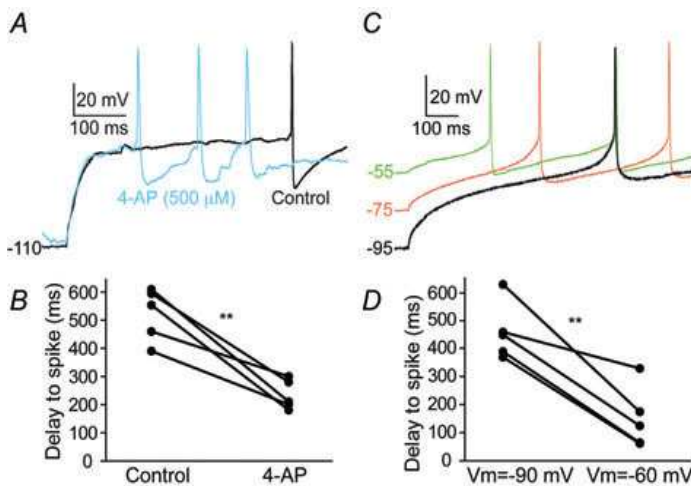 A
20 mV
100 ms
4-AP (500 µM)
Control
-110
B
Delay to spike (ms)
600
500
400
300
200
100
0
**
Control
4-AP
C
20 mV
100 ms
-55
-75
-95
D
Delay to spike (ms)
600
500
400
300
200
100
0
**
Vm=-90 mV
Vm=-60 mV